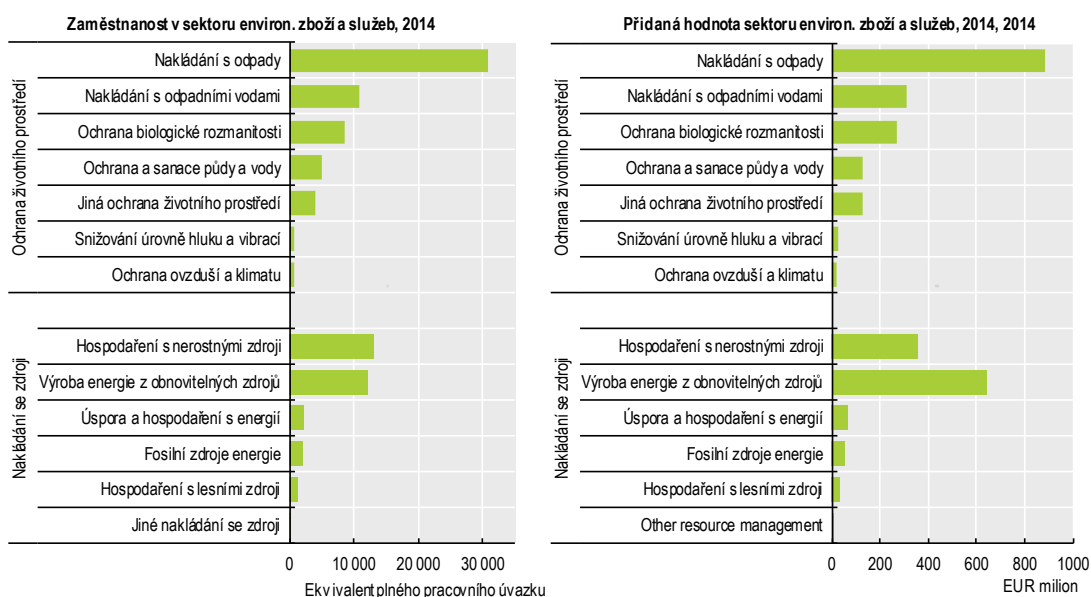 Zaměstnanost v sektoru environ. zboží a služeb, 2014
Ochrana životního prostředí
Nakládání s odpady
Nakládání s odpadními vodami
Ochrana biologické rozmanitosti
Ochrana a sanace půdy a vody
Jiná ochrana životního prostředí
Snižování úrovně hluku a vibrací
Ochrana ovzduší a klimatu
Nakládání se zdroji
Hospodaření s nerostnými zdroji
Výroba energie z obnovitelných zdrojů
Úspora a hospodaření s energií
Fosilní zdroje energie
Hospodaření s lesními zdroji
Jiné nakládání se zdroji
0 10 000 20 000 30 000
Ekvivalent plného pracovního úvazku
Přidaná hodnota sektoru environ. zboží a služeb, 2014, 2014
Ochrana životního prostředí
Nakládání s odpady
Nakládání s odpadními vodami
Ochrana biologické rozmanitosti
Ochrana a sanace půdy a vody
Jiná ochrana životního prostředí
Snižování úrovně hluku a vibrací
Ochrana ovzduší a klimatu
Nakládání se zdroji
Hospodaření s nerostnými zdroji
Výroba energie z obnovitelných zdrojů
Úspora a hospodaření s energií
Fosilní zdroje energie
Hospodaření s lesními zdroji
Other resource management
0 200 400 600 800 1000
EUR milion